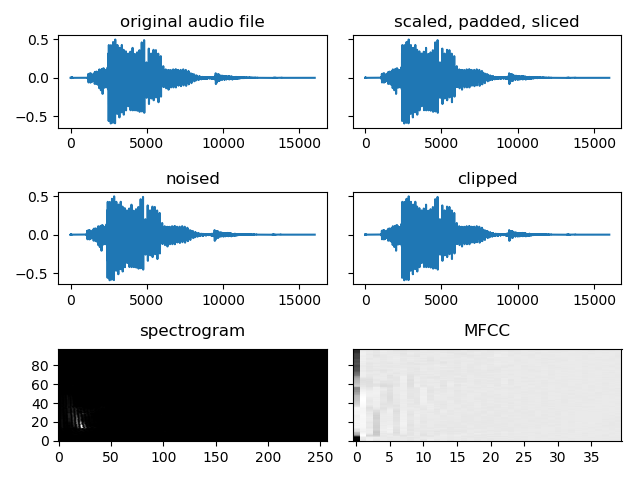 original audio file
scaled, padded, sliced
0.5
0.0
−0.5
0 5000 10000 15000
0 5000 10000 15000
noised
clipped
0.5
0.0
−0.5
0 5000 10000 15000
0 5000 10000 15000
spectrogram
MFCC
80
60
40
20
0
0 50 100 150 200 250
0 5 10 15 20 25 30 35